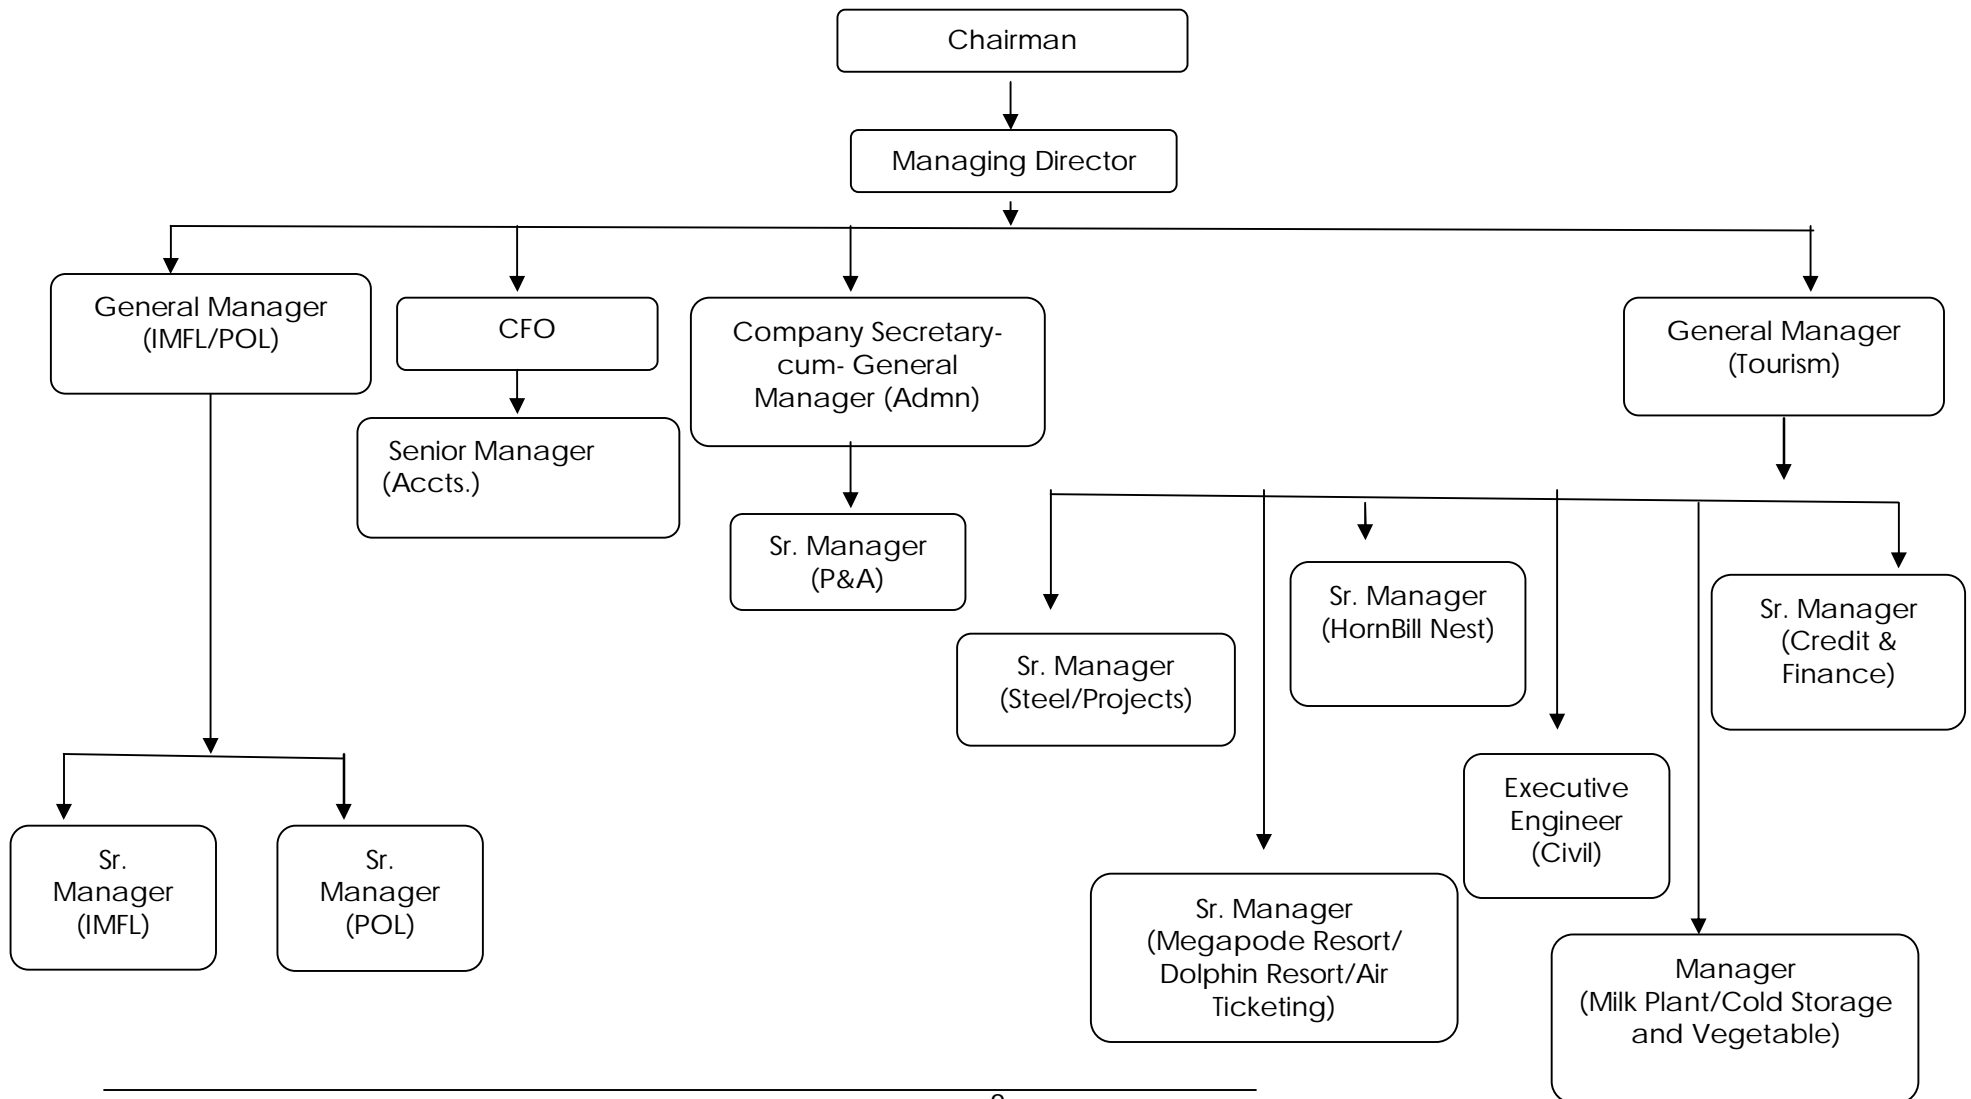 Chairman
Managing Director
General Manager
(IMFL/POL)
CFO
Company Secretary-
cum- General
Manager (Admn)
General Manager
(Tourism)
Senior Manager
(Accts.)
Sr. Manager
(P&A)
Sr. Manager
(Steel/Projects)
Sr. Manager
(HornBill Nest)
Sr. Manager
(Credit &
Finance)
Executive
Engineer
(Civil)
Sr.
Manager
(IMFL)
Sr.
Manager
(POL)
Sr. Manager
(Megapode Resort/
Dolphin Resort/Air
Ticketing)
Manager
(Milk Plant/Cold Storage
and Vegetable)